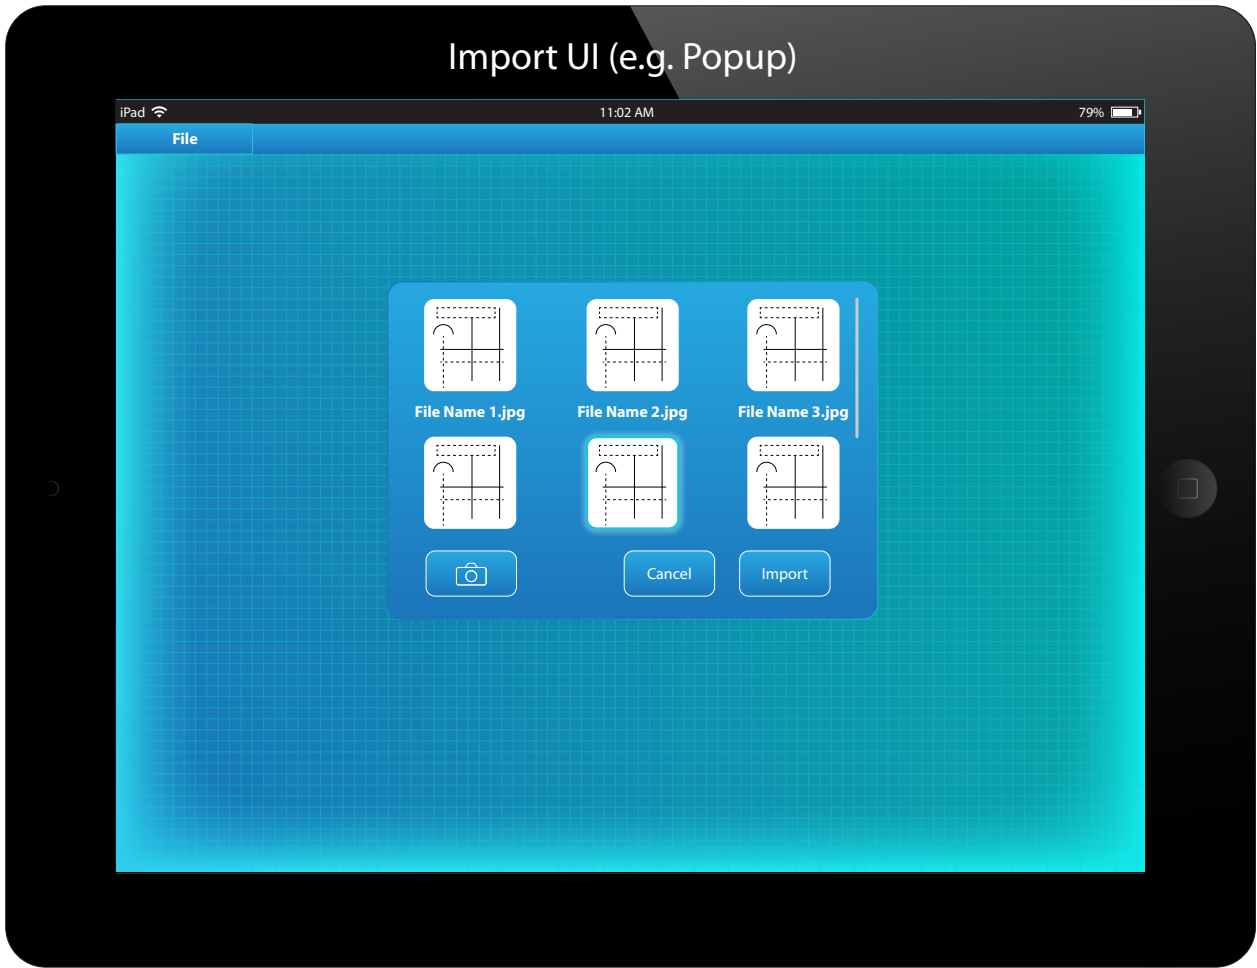 Import UI (e.g. Popup)
iPad 11:02 AM 79%
File
File Name 1.jpg File Name 2.jpg File Name 3.jpg
Cancel Import